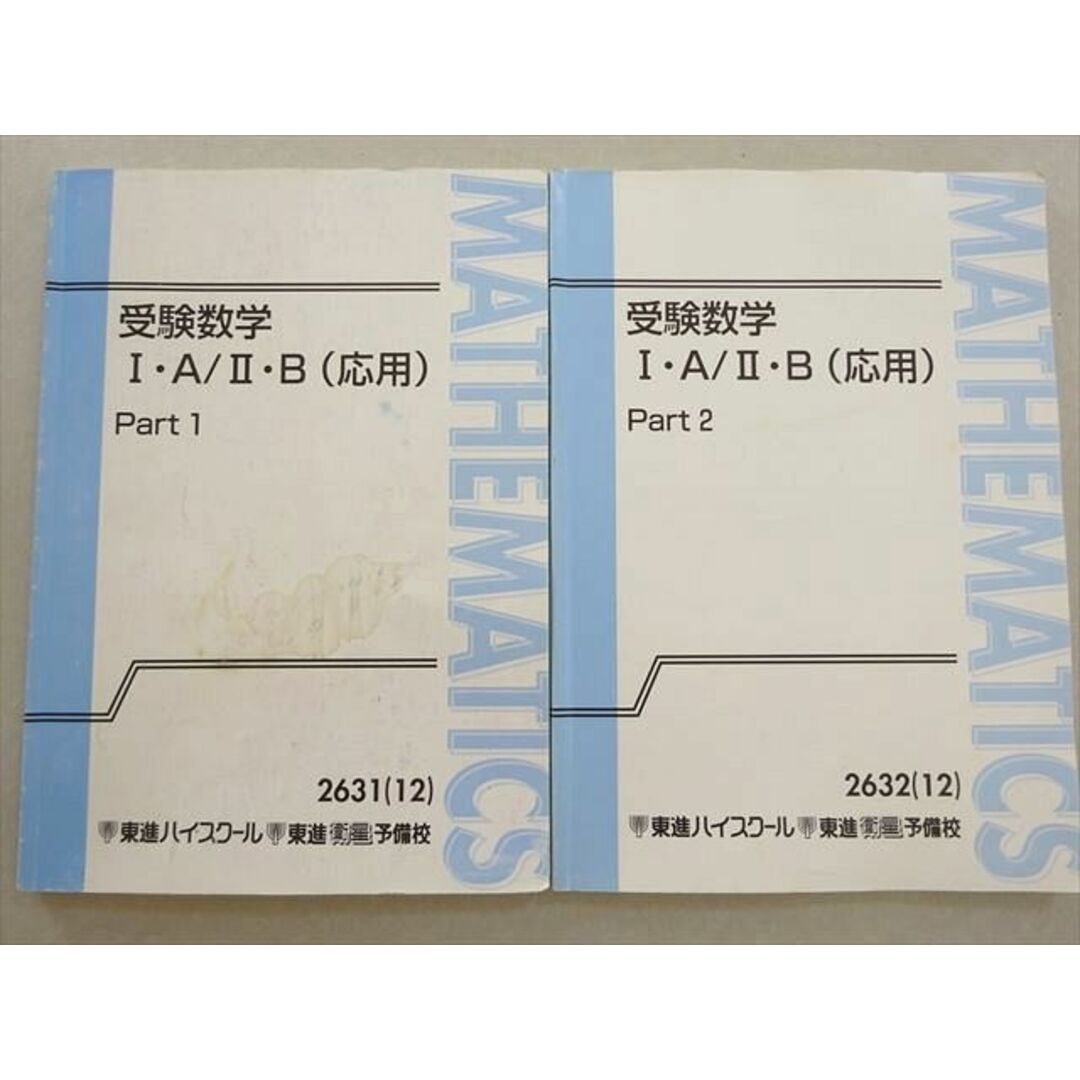 受験数学
Ⅰ・A/Ⅱ・B（応用）
Part 1
MATHEMATICS
2631(12)
東進ハイスクール 東進衛星予備校
受験数学
Ⅰ・A/Ⅱ・B（応用）
Part 2
MATHEMATICS
2632(12)
東進ハイスクール 東進衛星予備校